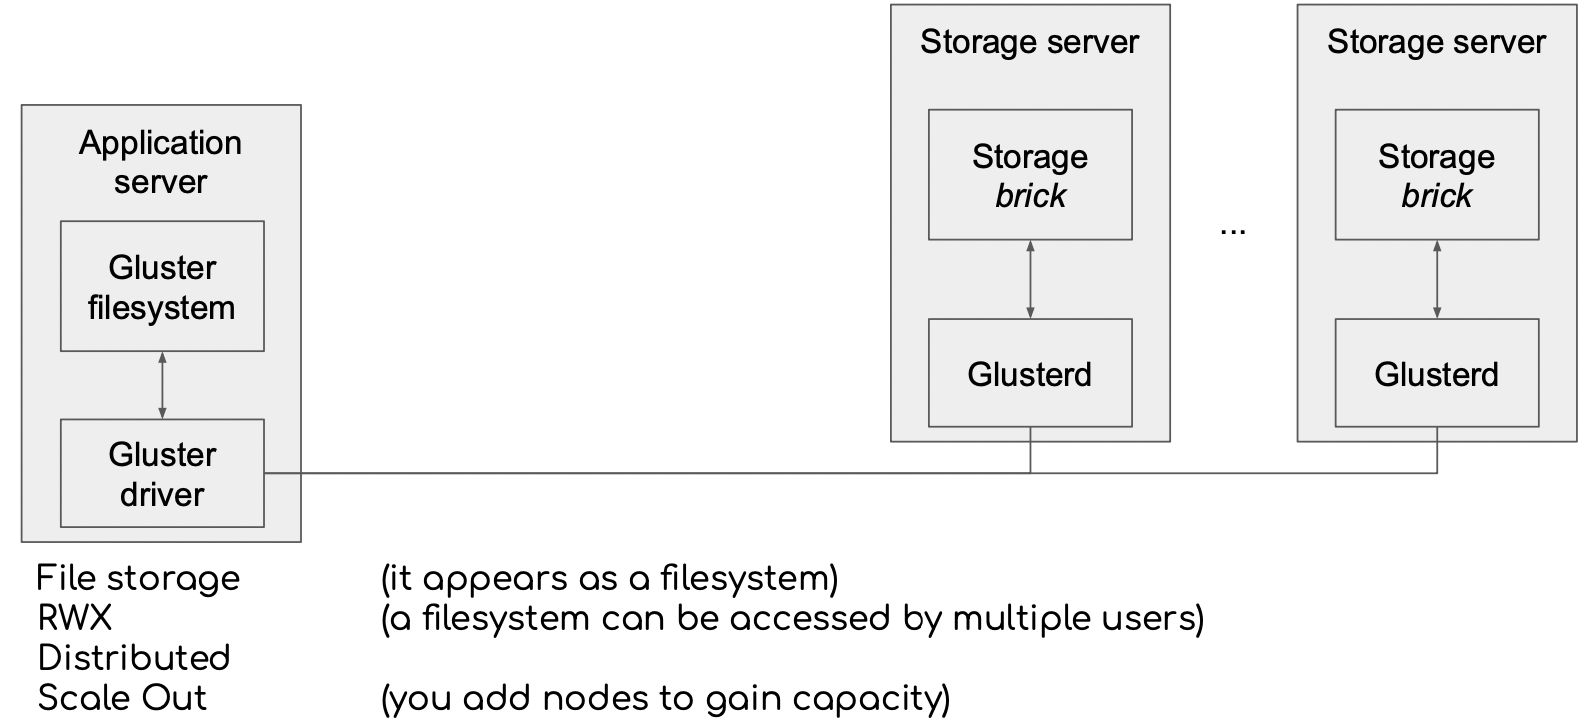 Application
server
Gluster
filesystem
Gluster
driver
Storage server
Storage
brick
Glusterd
...
Storage server
Storage
brick
Glusterd
File storage (it appears as a filesystem)
RWX (a filesystem can be accessed by multiple users)
Distributed
Scale Out (you add nodes to gain capacity)